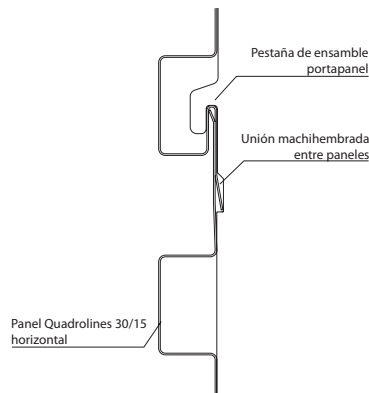 Pestaña de ensamble
portapanel
Unión machihembrada
entre paneles
Panel Quadrolines 30/15
horizontal